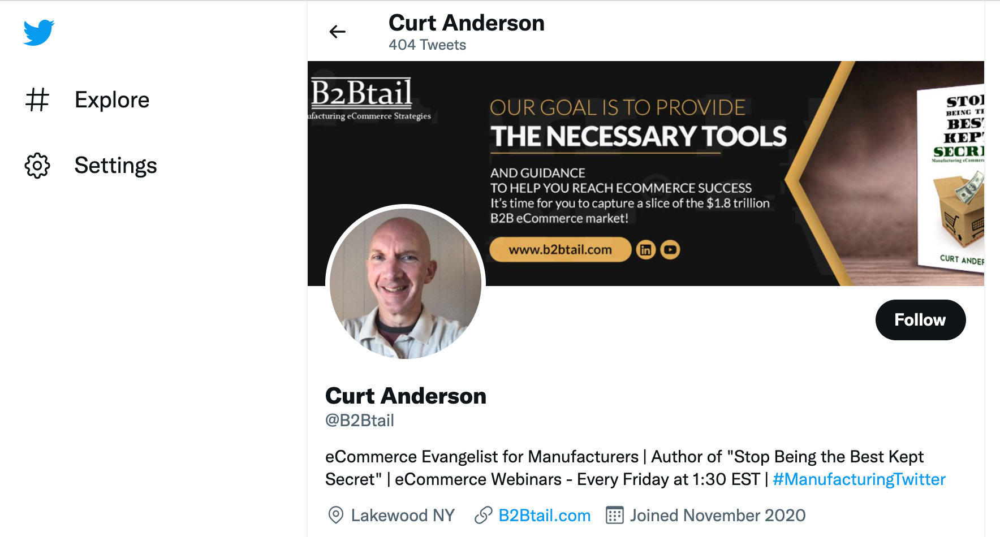 Curt Anderson
404 Tweets
Explore
Settings
B2Btail
ufacturing eCommerce Strategies
OUR GOAL IS TO PROVIDE
THE NECESSARY TOOLS
AND GUIDANCE
TO HELP YOU REACH ECOMMERCE SUCCESS
It's time for you to capture a slice of the $1.8 trillion
B2B eCommerce market!
www.b2btail.com
in
STO
BEING
BES
KEP
SECR
Manufacturing eCommer
CURT ANDER
Follow
Curt Anderson
@B2Btail
eCommerce Evangelist for Manufacturers | Author of "Stop Being the Best Kept
Secret" | eCommerce Webinars - Every Friday at 1:30 EST | #ManufacturingTwitter
Lakewood NY B2Btail.com Joined November 2020